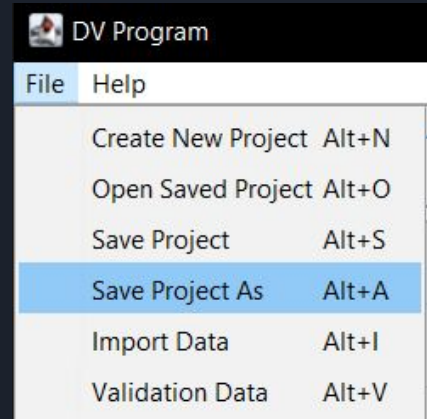 DV Program
File Help
Create New Project Alt+N
Open Saved Project Alt+O
Save Project Alt+S
Save Project As Alt+A
Import Data Alt+I
Validation Data Alt+V